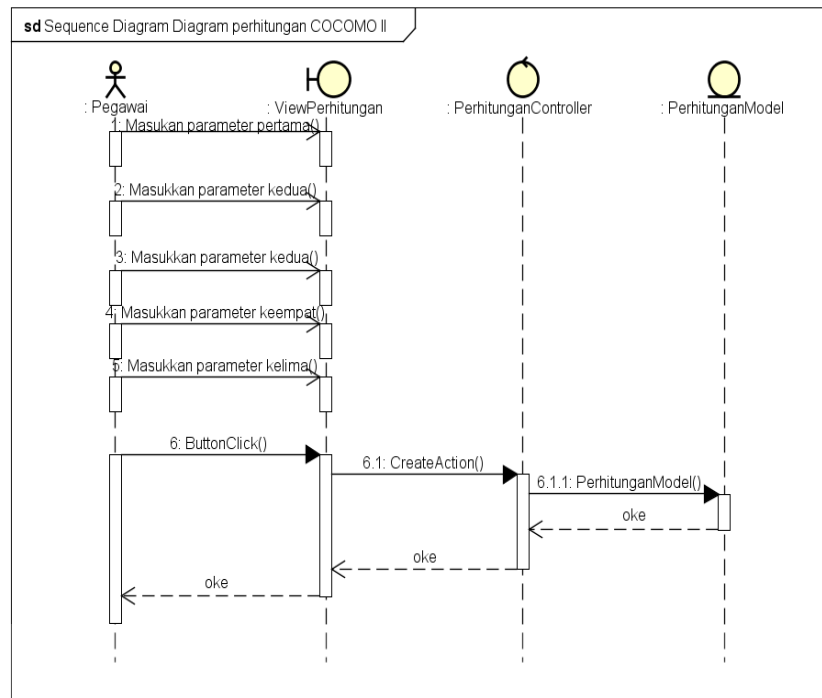 sd Sequence Diagram Diagram perhitungan COCOMO II
: Pegawai
: ViewPerhitungan
: PerhitunganController
: PerhitunganModel
1: Masukan parameter pertama()
2: Masukkan parameter kedua()
3: Masukkan parameter kedua()
4: Masukkan parameter keempat()
5: Masukkan parameter kelima()
6: ButtonClick()
6.1: CreateAction()
6.1.1: PerhitunganModel()
oke
oke
oke